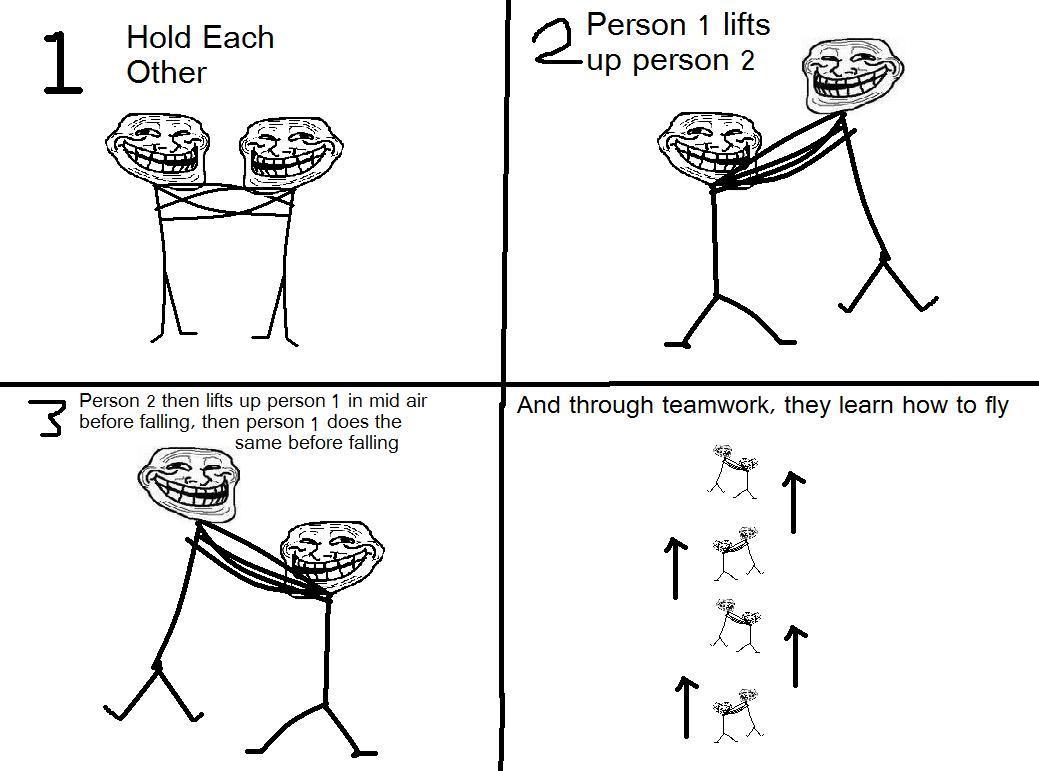 1
Hold Each
Other
2
Person 1 lifts
up person 2
3
Person 2 then lifts up person 1 in mid air
before falling, then person 1 does the
same before falling
And through teamwork, they learn how to fly